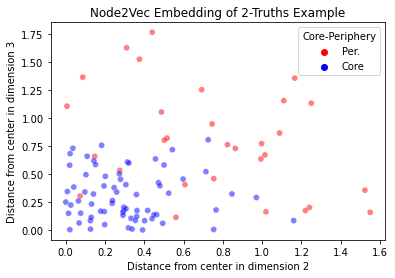 Node2Vec Embedding of 2-Truths Example
Core-Periphery
Per.
Core
Distance from center in dimension 3
1.75
1.50
1.25
1.00
0.75
0.50
0.25
0.00
0.0 0.2 0.4 0.6 0.8 1.0 1.2 1.4 1.6
Distance from center in dimension 2